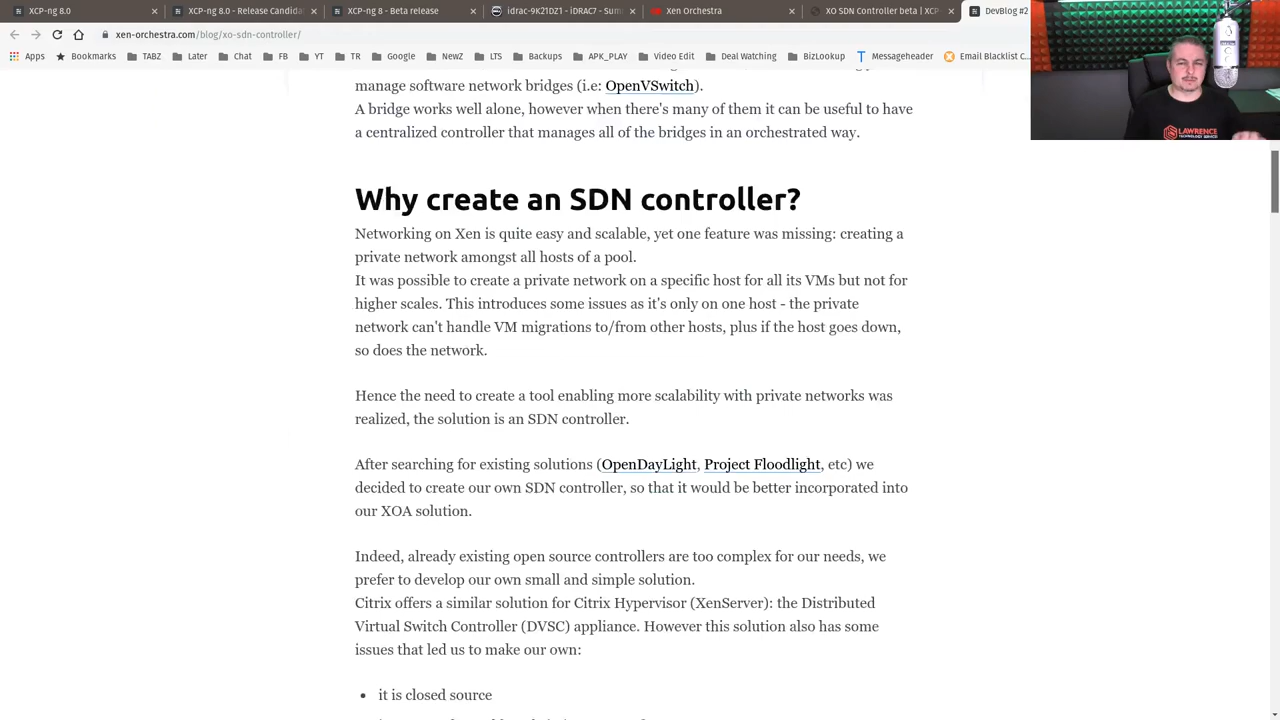 XCP-ng 8.0
XCP-ng 8.0 - Release Candida
XCP-ng 8 - Beta release
idrac-9K21DZ1 - iDRAC7 - Sum
Xen Orchestra
XO SDN Controller beta | XCP
DevBlog #2
xen-orchestra.com/blog/xo-sdn-controller/
Apps Bookmarks TABZ Later Chat FB YT TR Google NewZ LTS Backups APK_PLAY Video Edit Deal Watching BizLookup Messageheader Email Blacklist C...
manage software network bridges (i.e: OpenVSwitch).
A bridge works well alone, however when there's many of them it can be useful to have
a centralized controller that manages all of the bridges in an orchestrated way.
Why create an SDN controller?
Networking on Xen is quite easy and scalable, yet one feature was missing: creating a
private network amongst all hosts of a pool.
It was possible to create a private network on a specific host for all its VMs but not for
higher scales. This introduces some issues as it's only on one host - the private
network can't handle VM migrations to/from other hosts, plus if the host goes down,
so does the network.
Hence the need to create a tool enabling more scalability with private networks was
realized, the solution is an SDN controller.
After searching for existing solutions (OpenDayLight, Project Floodlight, etc) we
decided to create our own SDN controller, so that it would be better incorporated into
our XOA solution.
Indeed, already existing open source controllers are too complex for our needs, we
prefer to develop our own small and simple solution.
Citrix offers a similar solution for Citrix Hypervisor (XenServer): the Distributed
Virtual Switch Controller (DVSC) appliance. However this solution also has some
issues that led us to make our own:
it is closed source
LAWRENCE